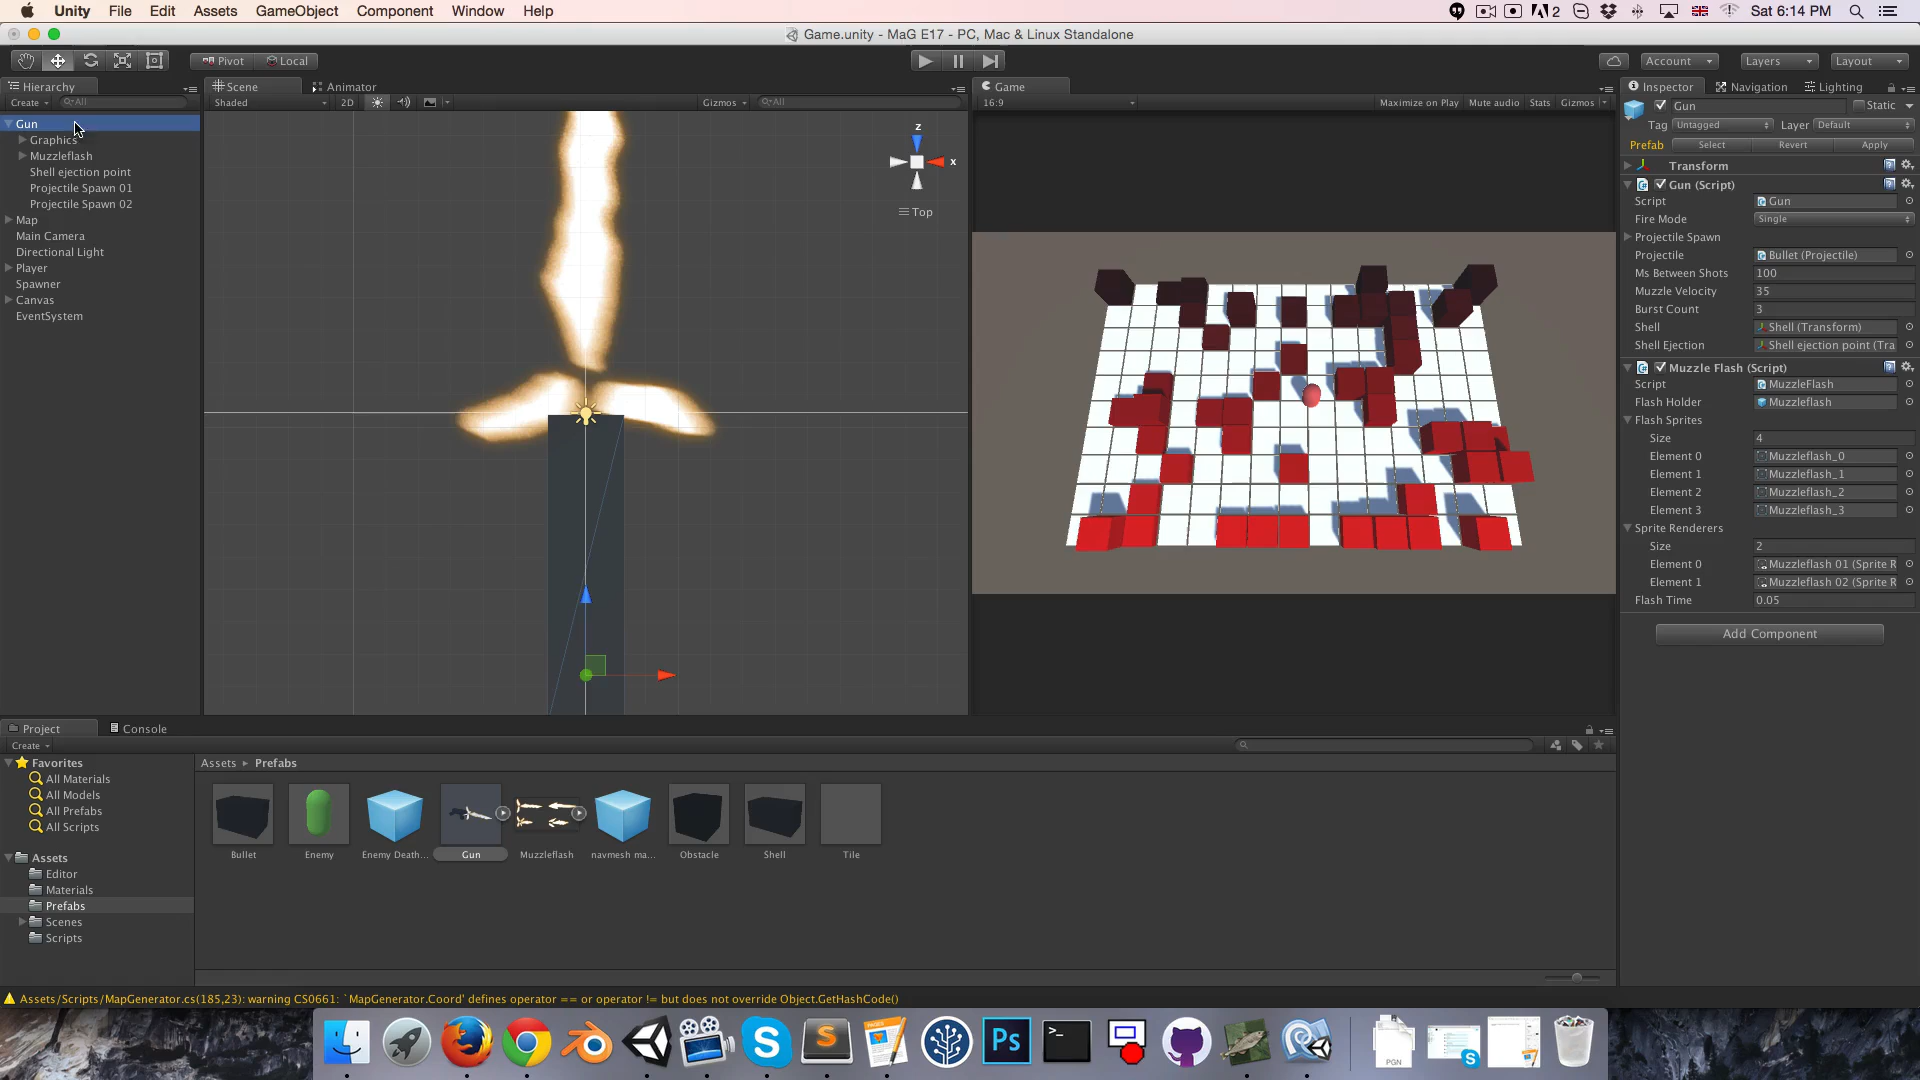 Unity File Edit Assets GameObject Component Window Help
2 Sat 6:14 PM
Game.unity - MaG E17 - PC, Mac & Linux Standalone
Pivot Local Account Layers Layout
Hierarchy Scene Animator Game Inspector Navigation Lighting
Create All Shaded 2D Gizmos All 16:9 Maximize on Play Mute audio Stats Gizmos
Gun
Graphics
Muzzleflash
Shell ejection point
Projectile Spawn 01
Projectile Spawn 02
Map
Main Camera
Directional Light
Player
Spawner
Canvas
EventSystem
z
x
Top
Gun Static
Tag Untagged Layer Default
Prefab Select Revert Apply
Transform
Gun (Script)
Script Gun
Fire Mode Single
Projectile Spawn
Projectile Bullet (Projectile)
Ms Between Shots 100
Muzzle Velocity 35
Burst Count 3
Shell Shell (Transform)
Shell Ejection Shell ejection point (Tra
Muzzle Flash (Script)
Script MuzzleFlash
Flash Holder Muzzleflash
Flash Sprites
Size 4
Element 0 Muzzleflash_0
Element 1 Muzzleflash_1
Element 2 Muzzleflash_2
Element 3 Muzzleflash_3
Sprite Renderers
Size 2
Element 0 Muzzleflash 01 (Sprite R
Element 1 Muzzleflash 02 (Sprite R
Flash Time 0.05
Add Component
Project Console
Create
Favorites
All Materials
All Models
All Prefabs
All Scripts
Assets
Editor
Materials
Prefabs
Scenes
Scripts
Assets Prefabs
Bullet Enemy Enemy Death... Gun Muzzleflash navmesh ma... Obstacle Shell Tile
Assets/Scripts/MapGenerator.cs(185,23): warning CS0661: `MapGenerator.Coord' defines operator == or operator != but does not override Object.GetHashCode()
S S Ps >_ PGN S